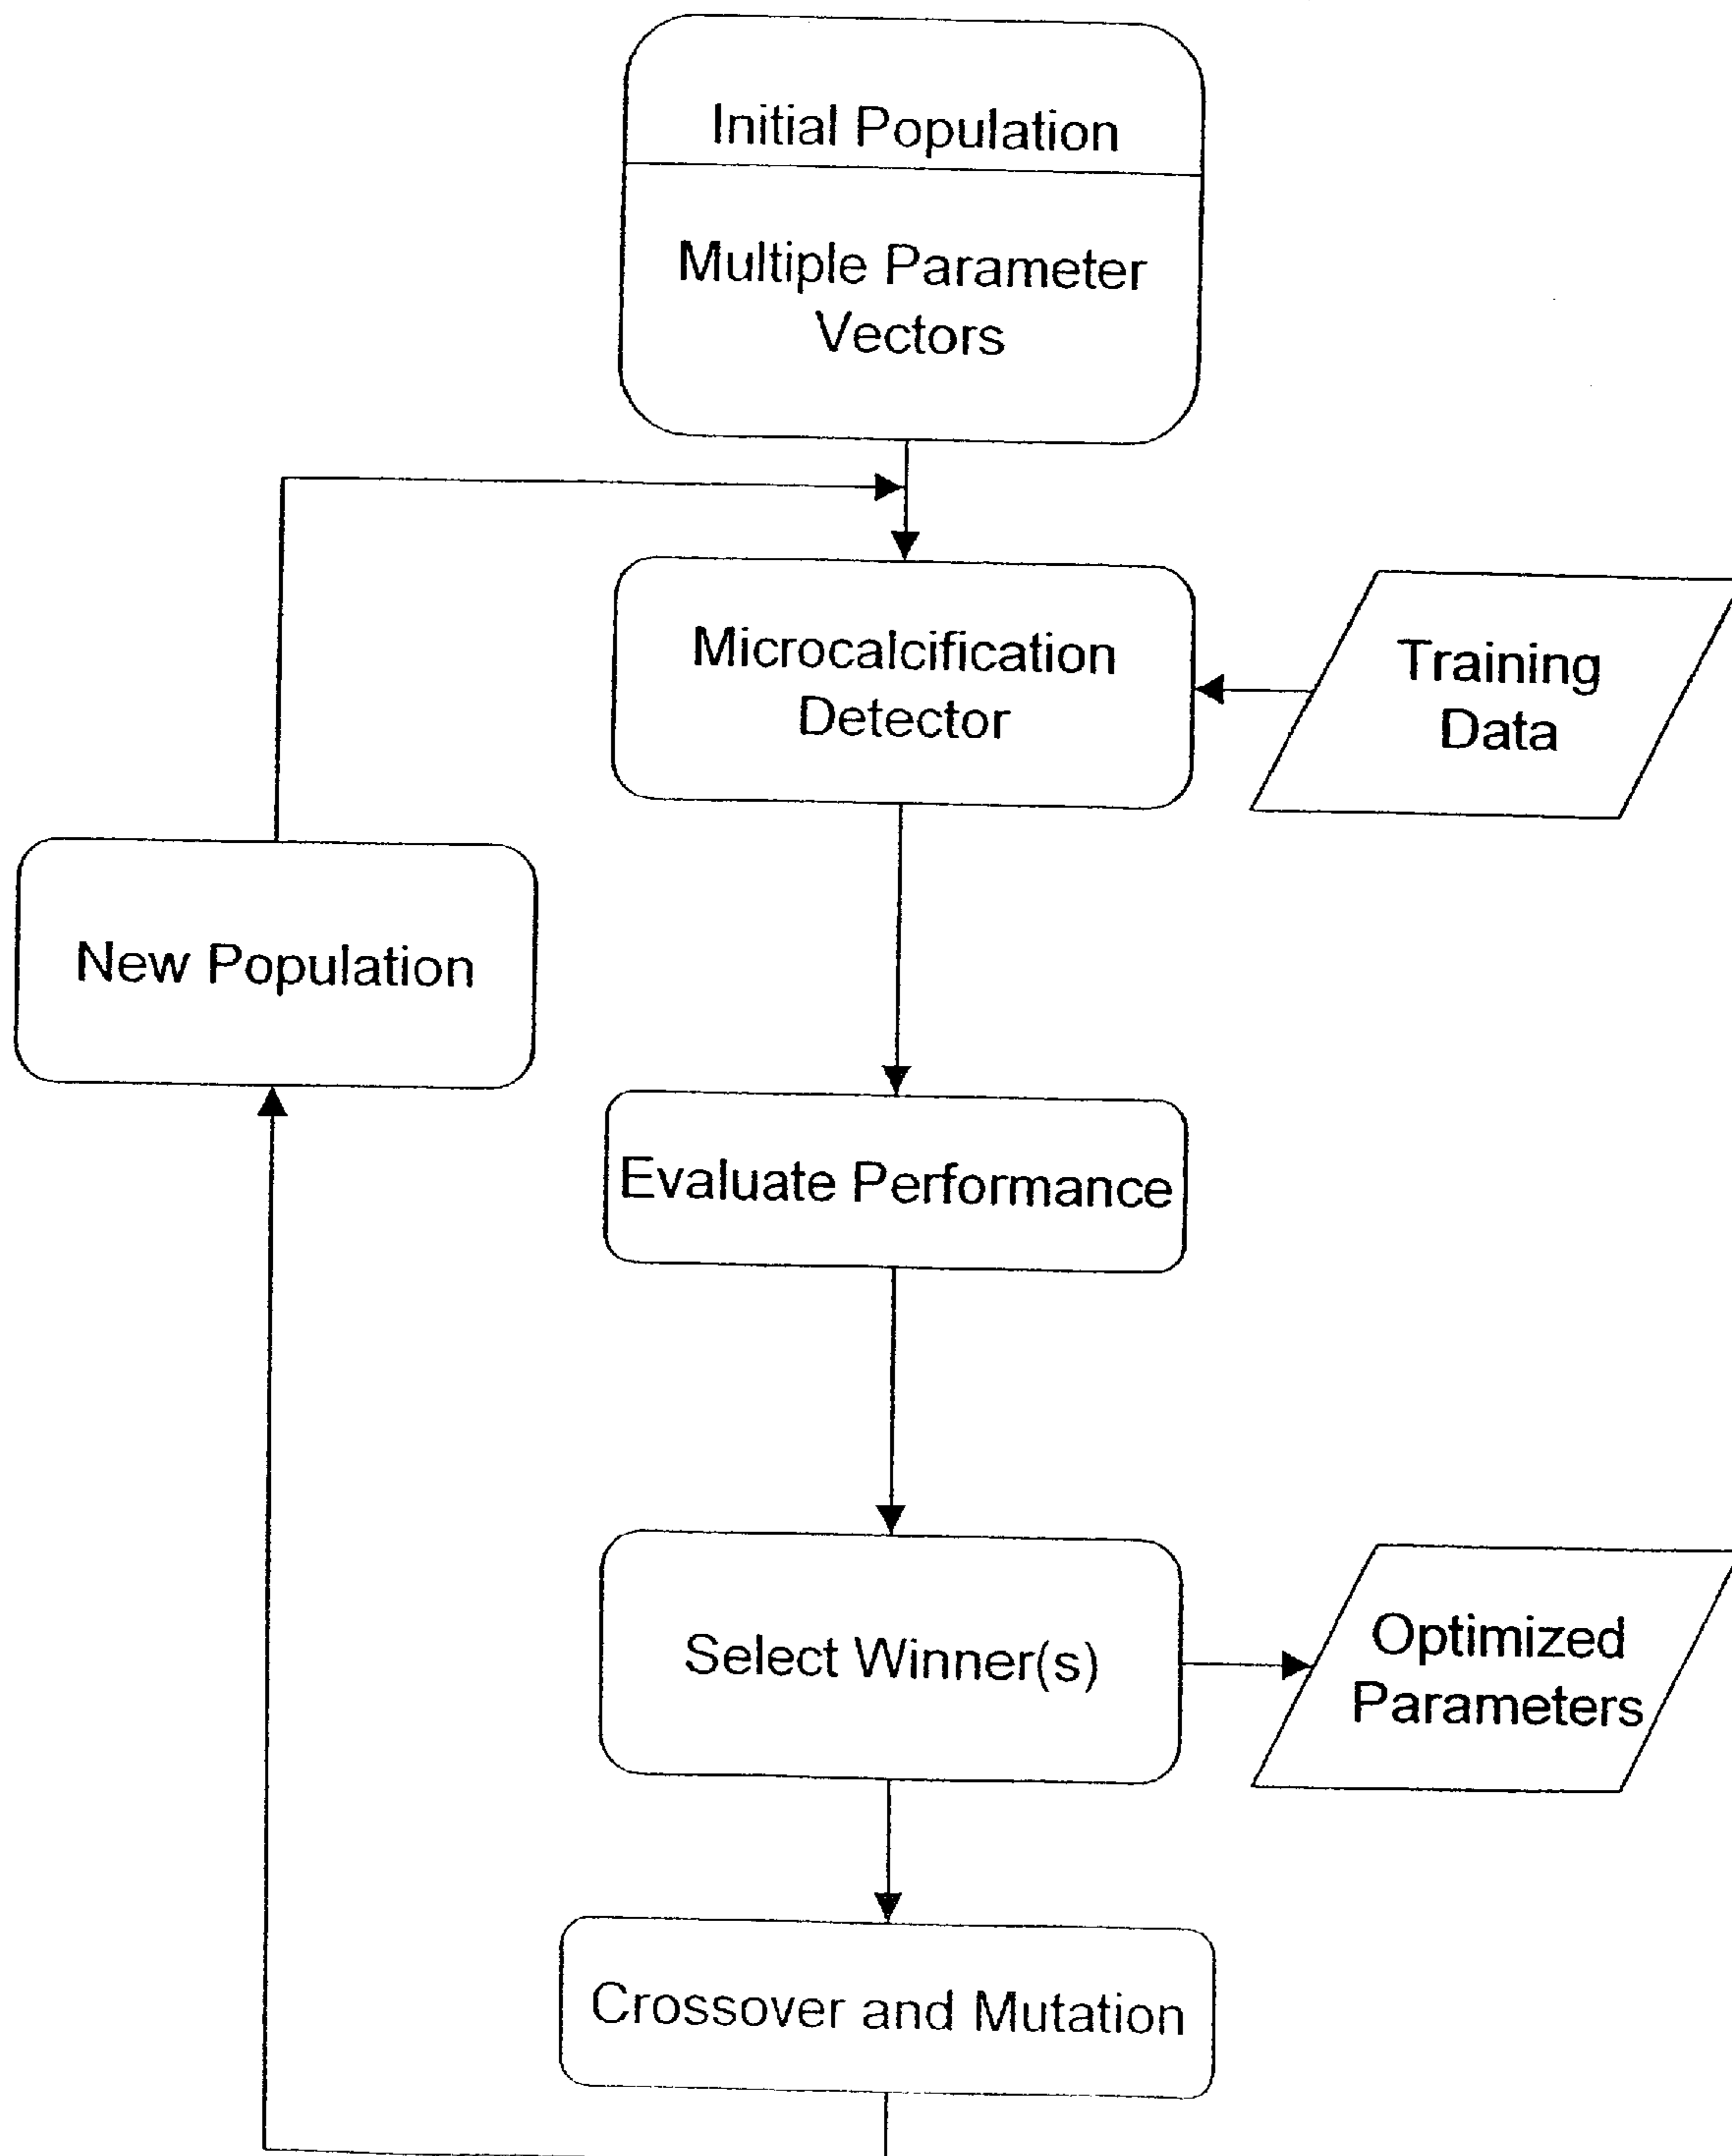 Initial Population
Multiple Parameter
Vectors
Microcalcification
Detector
Training
Data
New Population
Evaluate Performance
Select Winner(s)
Optimized
Parameters
Crossover and Mutation